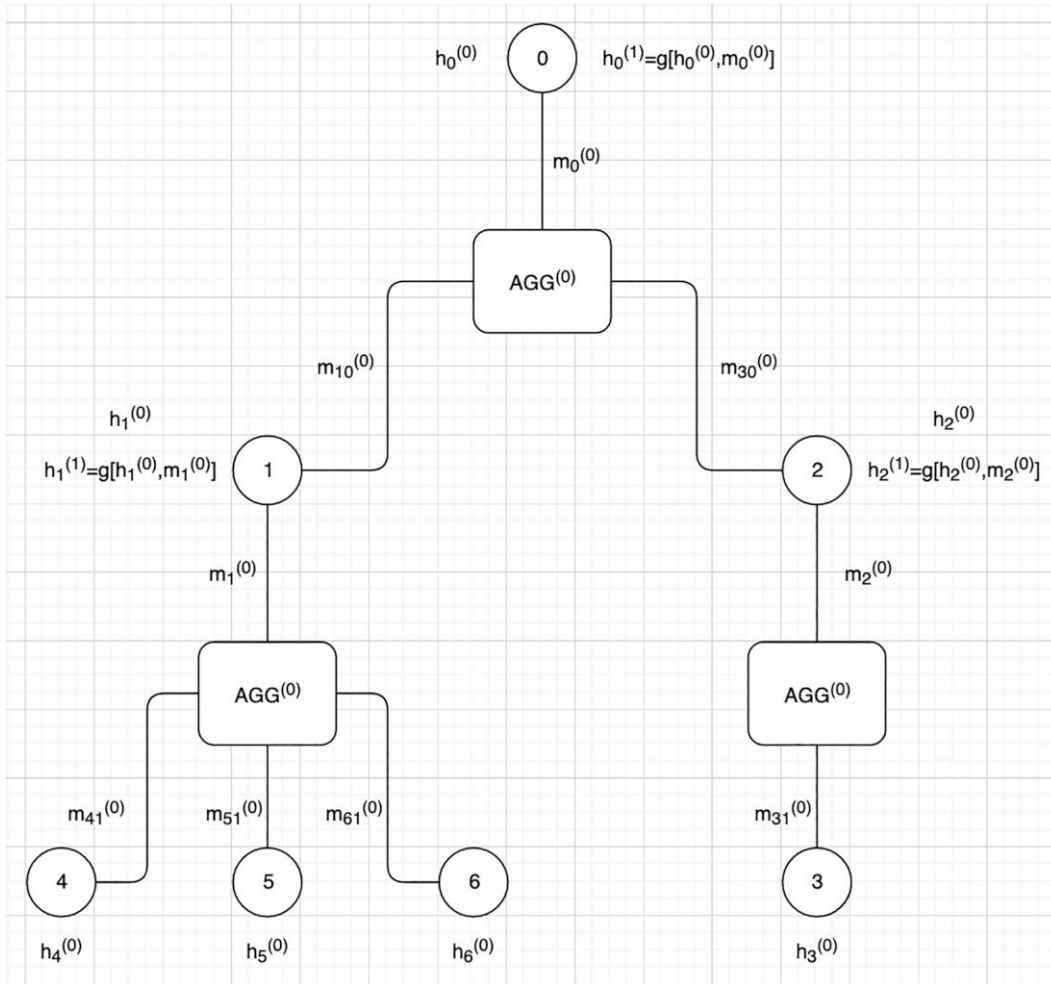 h₀⁽⁰⁾ 0 h₀⁽¹⁾=g[h₀⁽⁰⁾,m₀⁽⁰⁾]
m₀⁽⁰⁾
AGG⁽⁰⁾
m₁₀⁽⁰⁾ m₃₀⁽⁰⁾
h₁⁽⁰⁾ h₂⁽⁰⁾
h₁⁽¹⁾=g[h₁⁽⁰⁾,m₁⁽⁰⁾] 1 2 h₂⁽¹⁾=g[h₂⁽⁰⁾,m₂⁽⁰⁾]
m₁⁽⁰⁾ m₂⁽⁰⁾
AGG⁽⁰⁾ AGG⁽⁰⁾
m₄₁⁽⁰⁾ m₅₁⁽⁰⁾ m₆₁⁽⁰⁾ m₃₁⁽⁰⁾
4 5 6 3
h₄⁽⁰⁾ h₅⁽⁰⁾ h₆⁽⁰⁾ h₃⁽⁰⁾